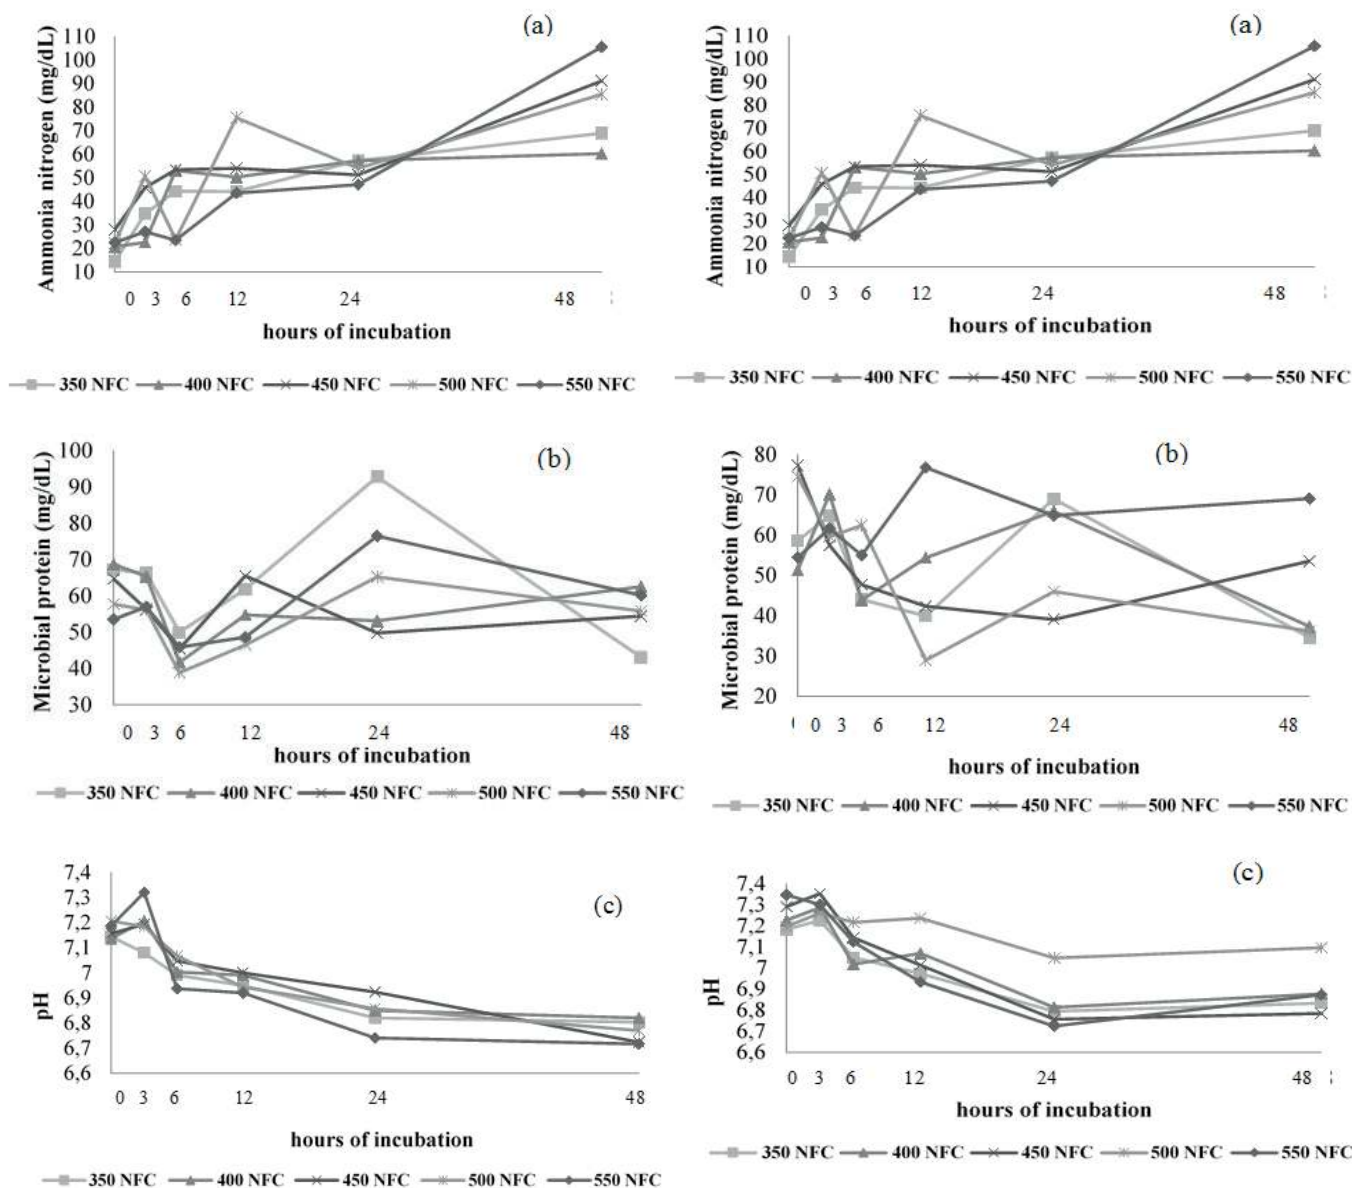 (a)
Ammonia nitrogen (mg/dL)
110
100
90
80
70
60
50
40
30
20
10
0 3 6 12 24 48
hours of incubation
350 NFC 400 NFC 450 NFC 500 NFC 550 NFC
(a)
Ammonia nitrogen (mg/dL)
110
100
90
80
70
60
50
40
30
20
10
0 3 6 12 24 48
hours of incubation
350 NFC 400 NFC 450 NFC 500 NFC 550 NFC
(b)
Microbial protein (mg/dL)
100
90
80
70
60
50
40
30
0 3 6 12 24 48
hours of incubation
350 NFC 400 NFC 450 NFC 500 NFC 550 NFC
(b)
Microbial protein (mg/dL)
80
70
60
50
40
30
20
0 3 6 12 24 48
hours of incubation
350 NFC 400 NFC 450 NFC 500 NFC 550 NFC
(c)
pH
7,4
7,3
7,2
7,1
7
6,9
6,8
6,7
6,6
0 3 6 12 24 48
hours of incubation
350 NFC 400 NFC 450 NFC 500 NFC 550 NFC
(c)
pH
7,4
7,3
7,2
7,1
7
6,9
6,8
6,7
6,6
0 3 6 12 24 48
hours of incubation
350 NFC 400 NFC 450 NFC 500 NFC 550 NFC